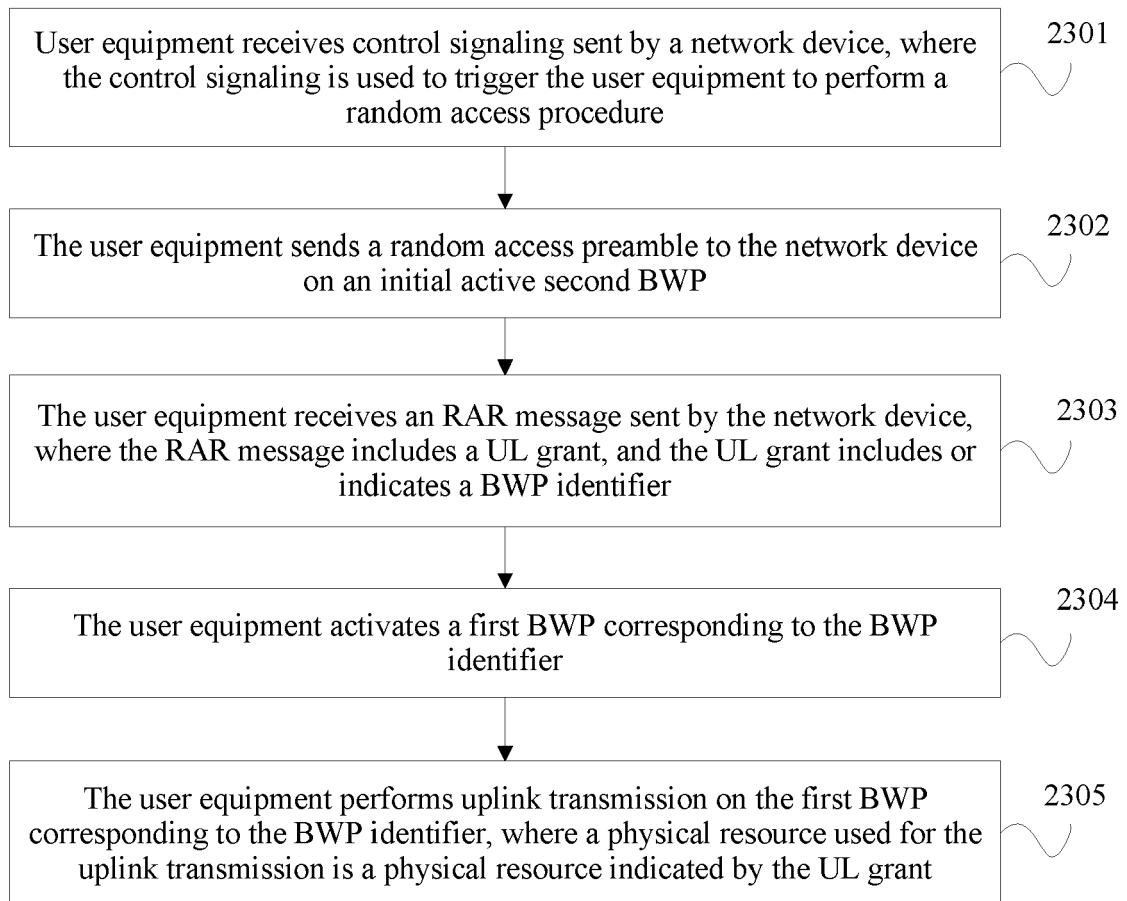 User equipment receives control signaling sent by a network device, where
the control signaling is used to trigger the user equipment to perform a
random access procedure
2301
The user equipment sends a random access preamble to the network device
on an initial active second BWP
2302
The user equipment receives an RAR message sent by the network device,
where the RAR message includes a UL grant, and the UL grant includes or
indicates a BWP identifier
2303
The user equipment activates a first BWP corresponding to the BWP
identifier
2304
The user equipment performs uplink transmission on the first BWP
corresponding to the BWP identifier, where a physical resource used for the
uplink transmission is a physical resource indicated by the UL grant
2305